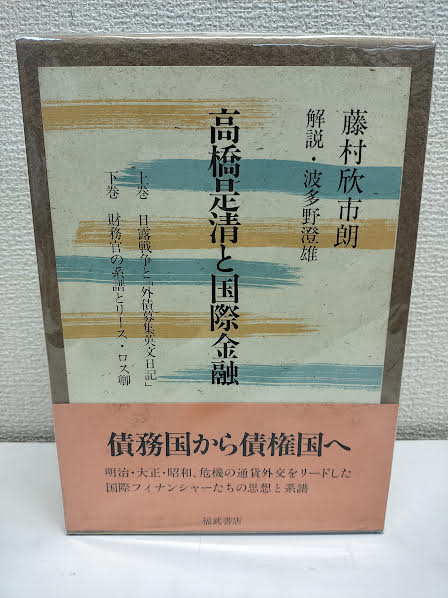 藤村欣市朗
解説・波多野澄雄
高橋是清と国際金融
上巻 日露戦争と「外債募集英文日記」
下巻 財務官の系譜とリース・ロス卿
債務国から債権国へ
明治・大正・昭和、危機の通貨外交をリードした
国際フィナンシャーたちの思想と系譜
福武書店